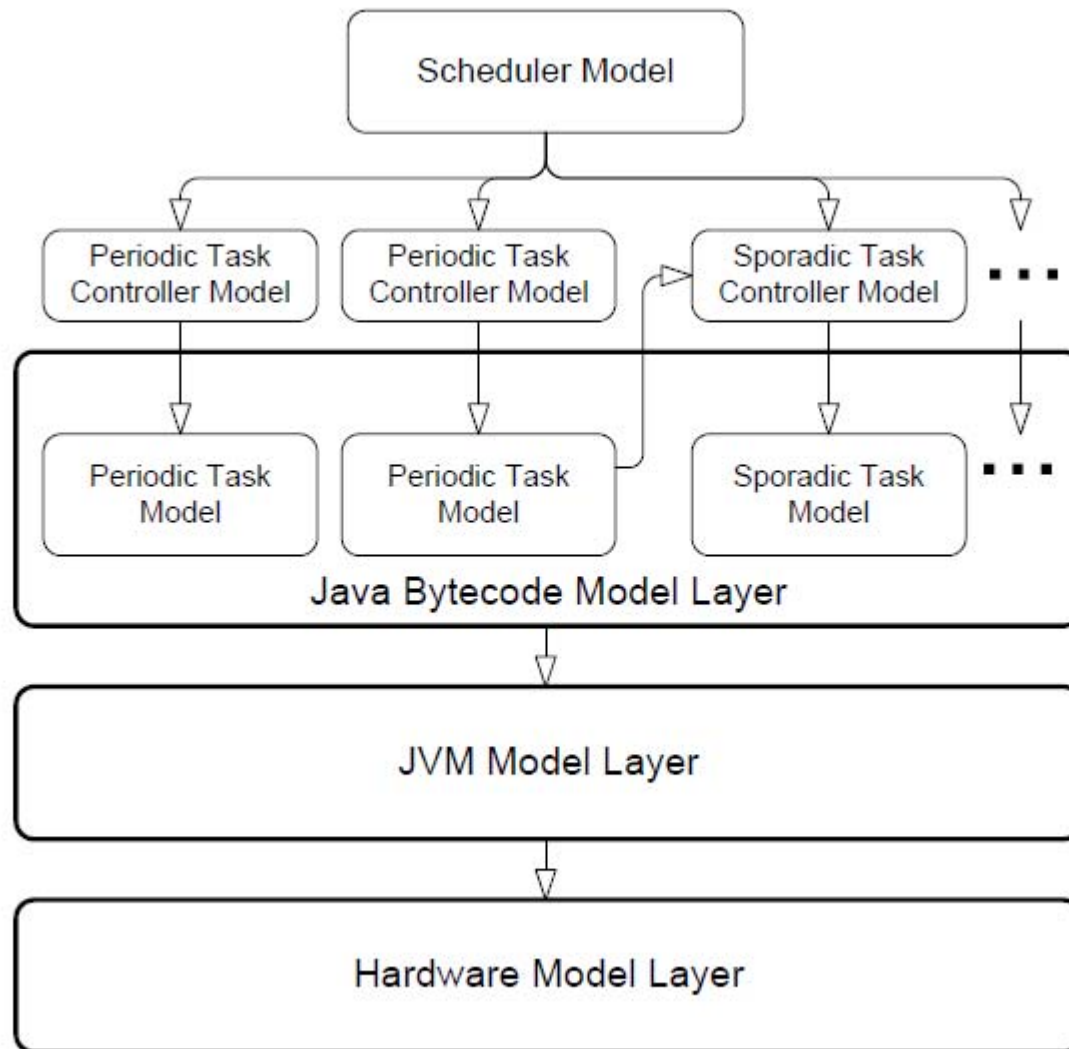 Scheduler Model
Periodic Task
Controller Model
Periodic Task
Controller Model
Sporadic Task
Controller Model
...
Periodic Task
Model
Periodic Task
Model
Sporadic Task
Model
...
Java Bytecode Model Layer
JVM Model Layer
Hardware Model Layer